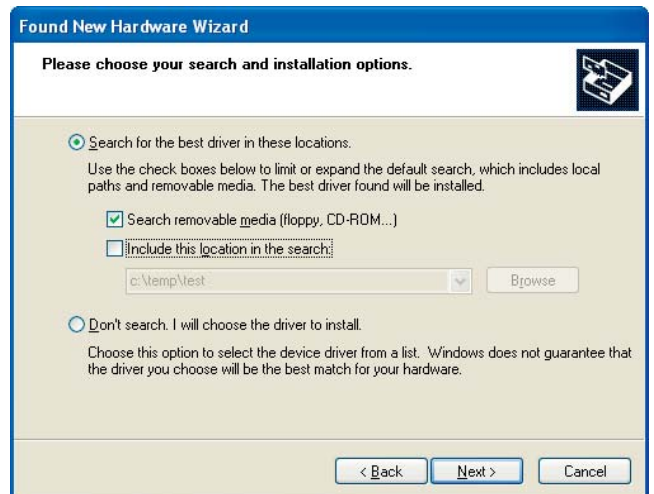 Found New Hardware Wizard
Please choose your search and installation options.
Search for the best driver in these locations.
Use the check boxes below to limit or expand the default search, which includes local
paths and removable media. The best driver found will be installed.
Search removable media (floppy, CD-ROM...)
Include this location in the search:
c:\temp\test
Browse
Don't search. I will choose the driver to install.
Choose this option to select the device driver from a list. Windows does not guarantee that
the driver you choose will be the best match for your hardware.
< Back
Next >
Cancel